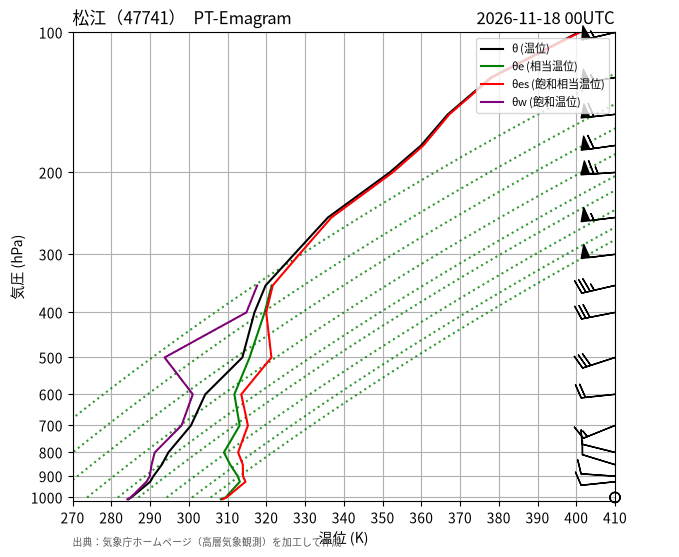 松江（47741） PT-Emagram
2026-11-18 00UTC
θ (温位)
θe (相当温位)
θes (飽和相当温位)
θw (飽和温位)
気圧 (hPa)
100
200
300
400
500
600
700
800
900
1000
270 280 290 300 310 320 330 340 350 360 370 380 390 400 410
温位 (K)
出典：気象庁ホームページ（高層気象観測）を加工して作成